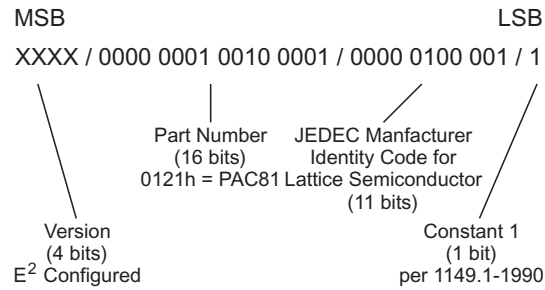 MSB LSB
XXXX / 0000 0001 0010 0001 / 0000 0100 001 / 1
Part Number
(16 bits)
0121h = PAC81
JEDEC Manfacturer
Identity Code for
Lattice Semiconductor
(11 bits)
Version
(4 bits)
E² Configured
Constant 1
(1 bit)
per 1149.1-1990